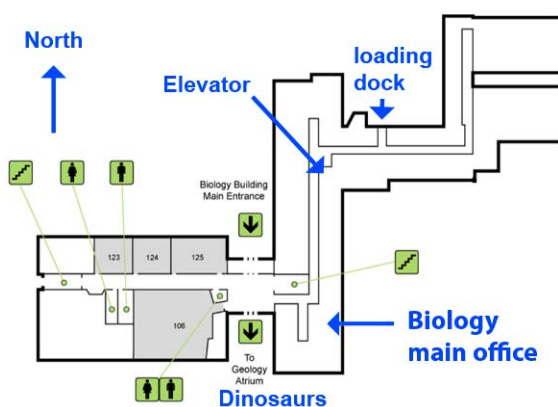 North
loading
dock
Elevator
Biology Building
Main Entrance
123
124
125
106
Biology
main office
To
Geology
Atrium
Dinosaurs